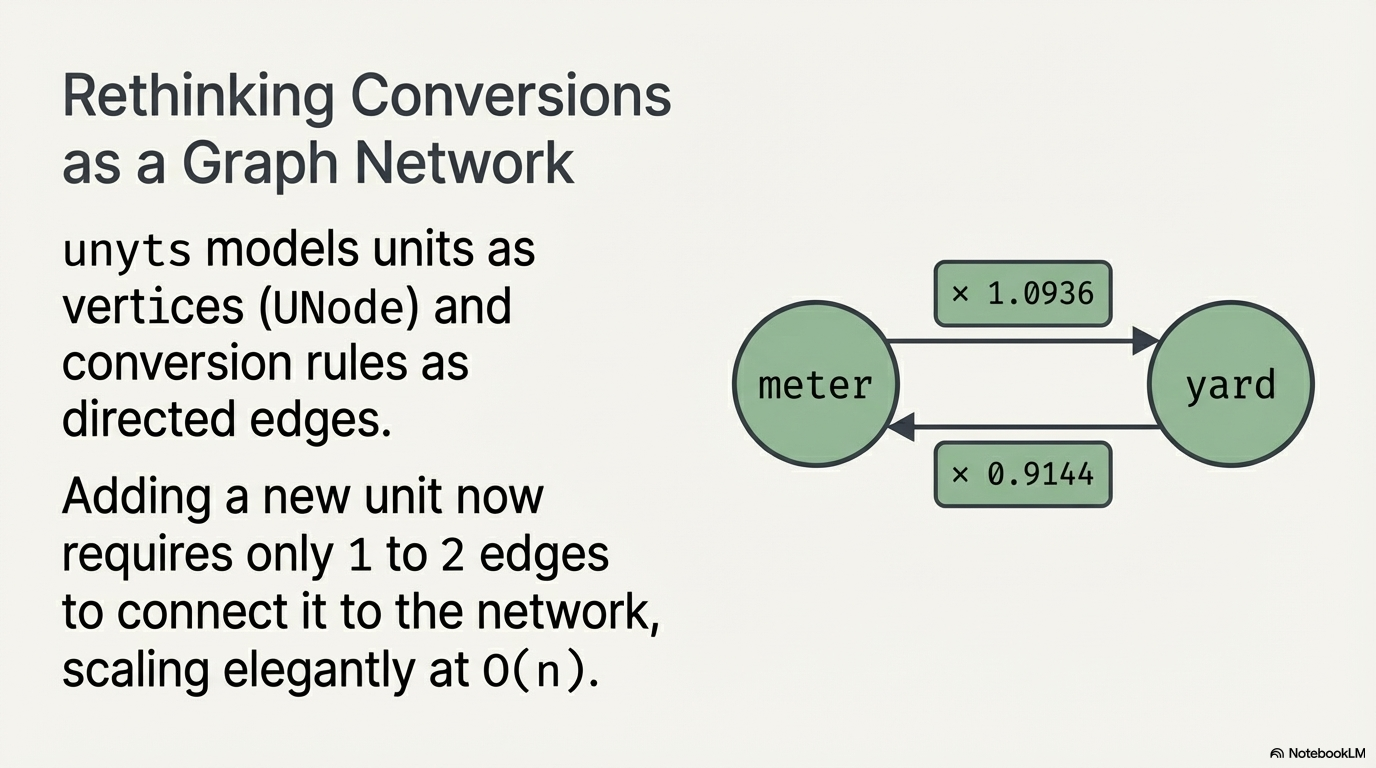 Rethinking Conversions
as a Graph Network
unyts models units as
vertices (UNode) and
conversion rules as
directed edges.
Adding a new unit now
requires only 1 to 2 edges
to connect it to the network,
scaling elegantly at O(n).
× 1.0936
meter
yard
× 0.9144
NotebookLM